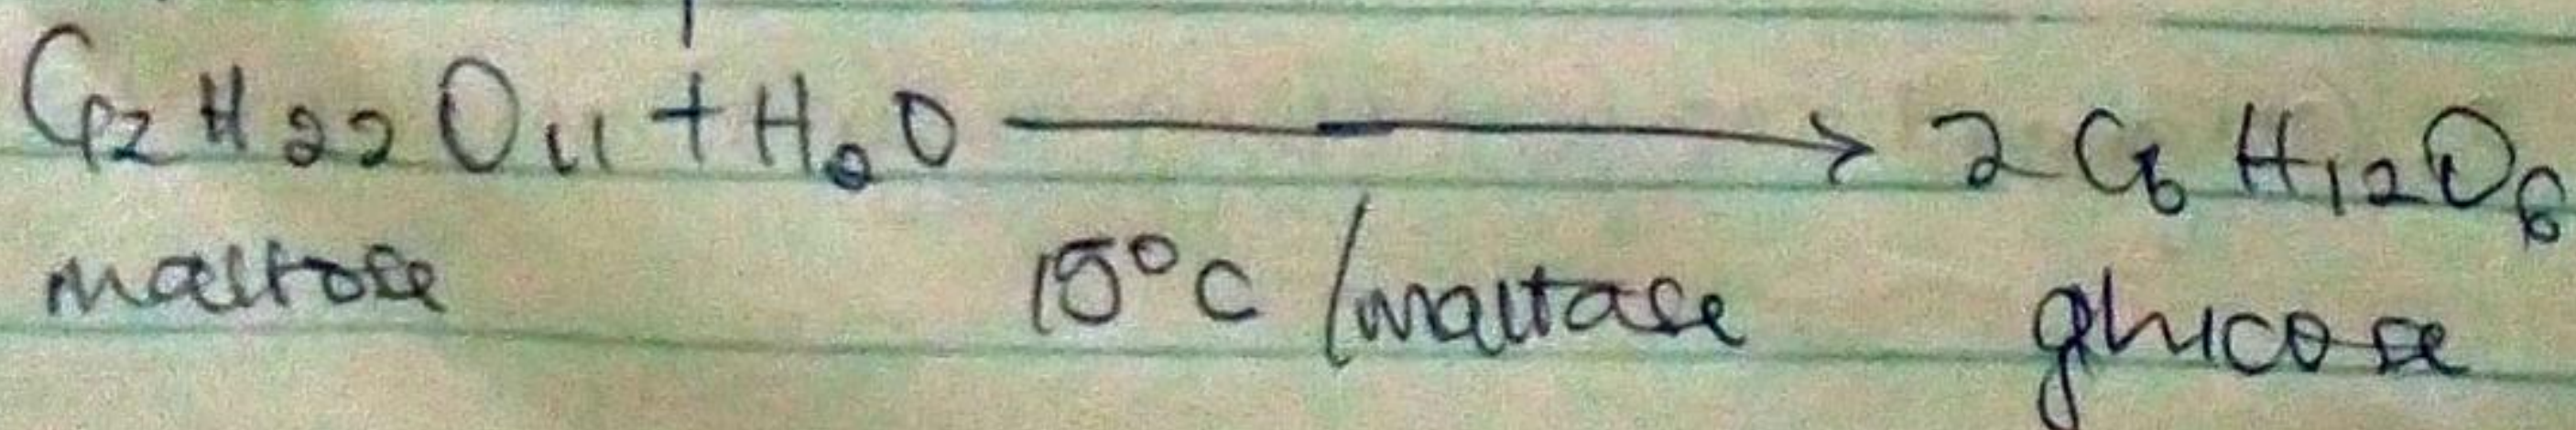 C12H22O11 + H2O ⟶ 2C6H12O6
maltose 15°C / maltase glucose